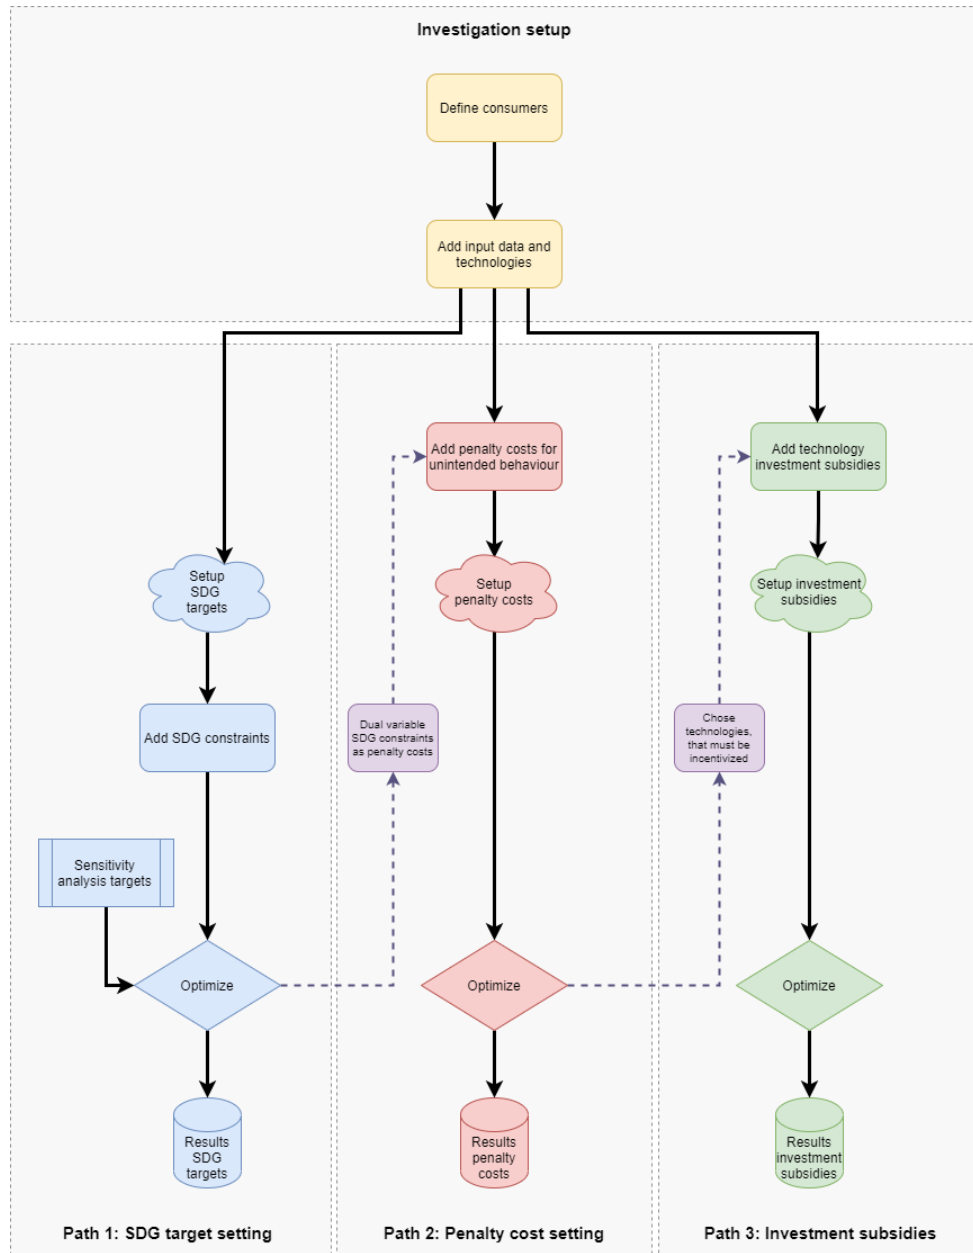 Investigation setup
Define consumers
Add input data and
technologies
Add penalty costs for
unintended behaviour
Add technology
investment subsidies
Setup
SDG
targets
Setup
penalty costs
Setup investment
subsidies
Add SDG constraints
Dual variable
SDG constraints
as penalty costs
Chose
technologies,
that must be
incentivized
Sensitivity
analysis targets
Optimize
Optimize
Optimize
Results
SDG
targets
Results
penalty
costs
Results
investment
subsidies
Path 1: SDG target setting
Path 2: Penalty cost setting
Path 3: Investment subsidies